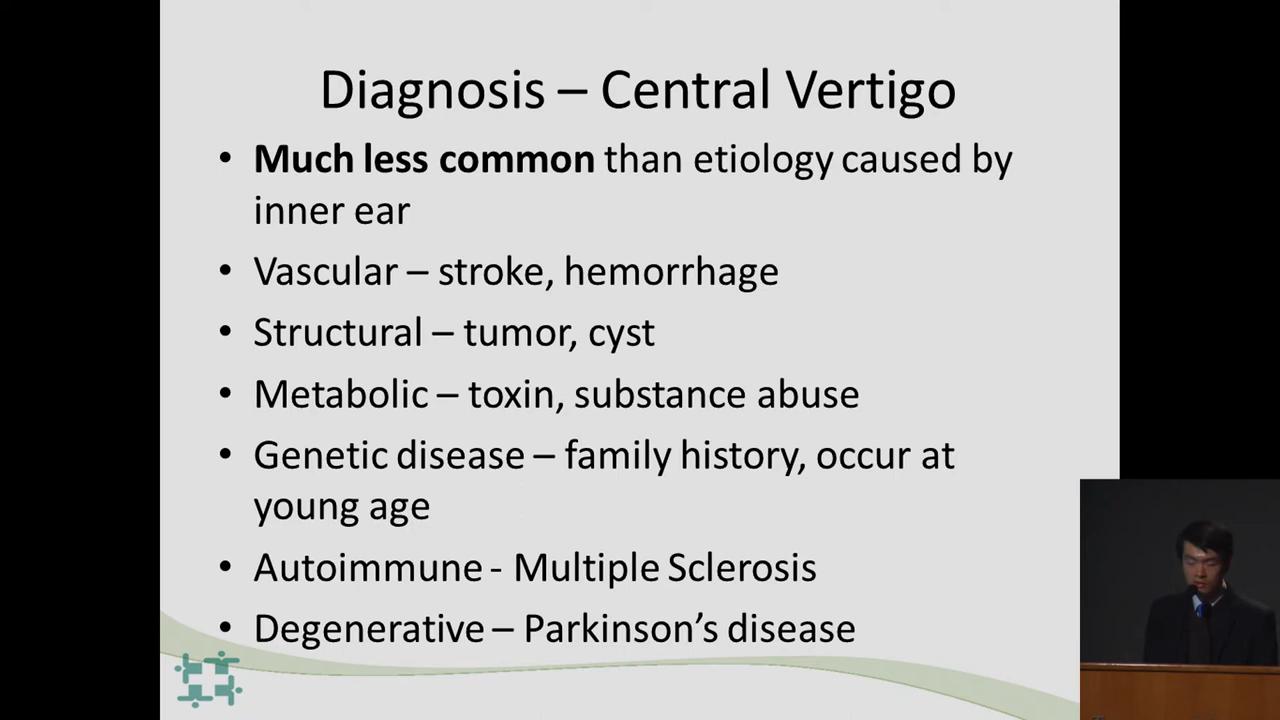 Diagnosis – Central Vertigo
• Much less common than etiology caused by
inner ear
• Vascular – stroke, hemorrhage
• Structural – tumor, cyst
• Metabolic – toxin, substance abuse
• Genetic disease – family history, occur at
young age
• Autoimmune - Multiple Sclerosis
• Degenerative – Parkinson's disease